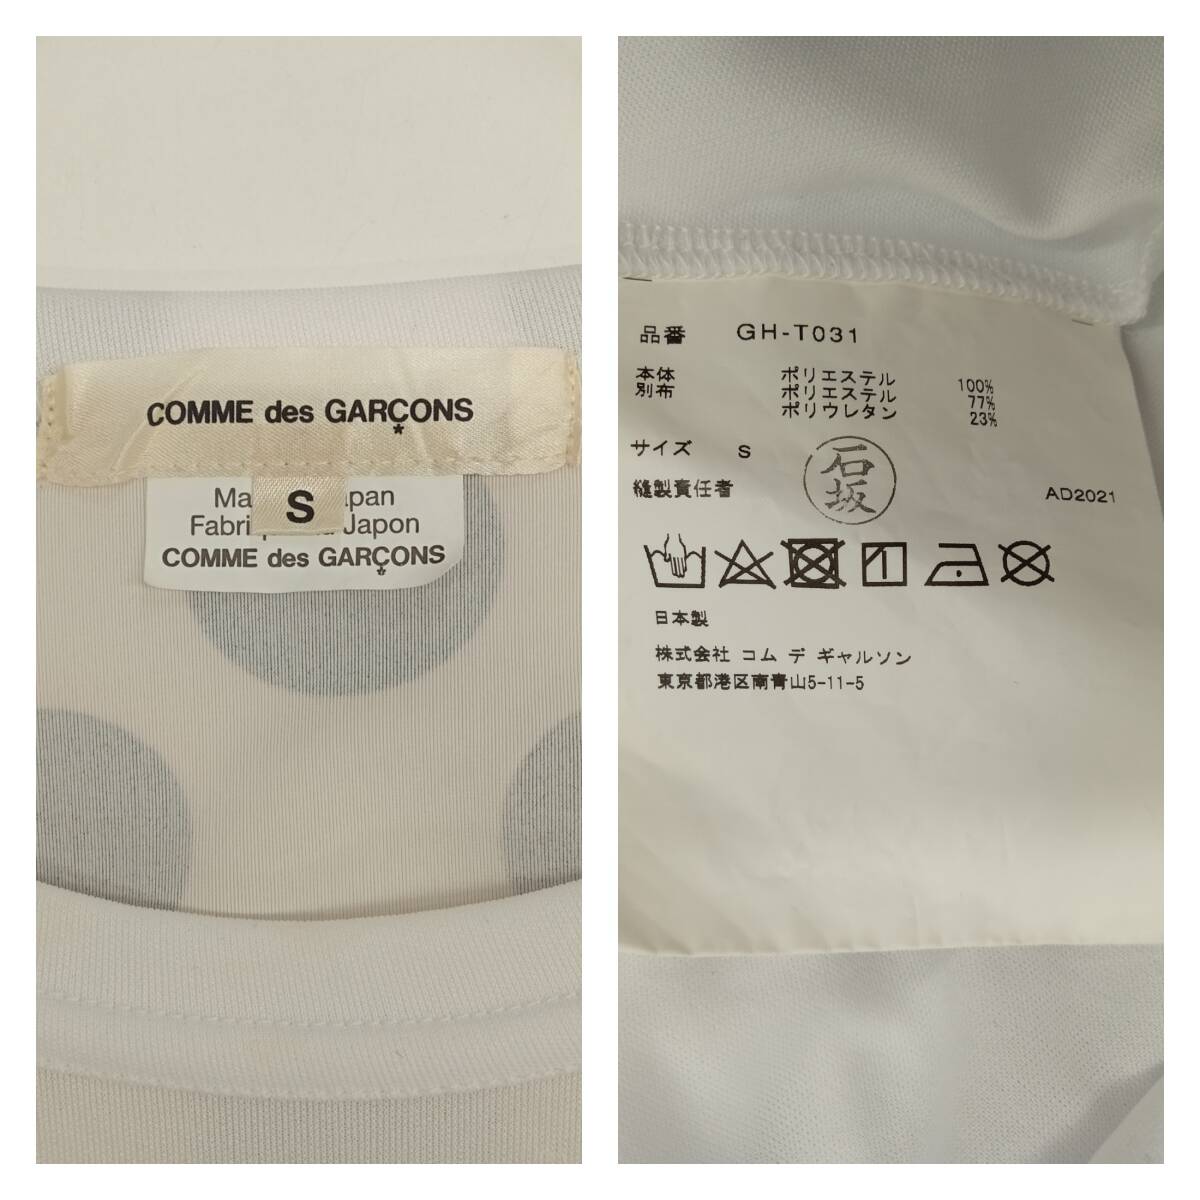 COMME des GARÇONS
S
Ma apan
Fabri Japon
COMME des GARÇONS
品番 GH-T031
本体 ポリエステル 100%
別布 ポリエステル 77%
ポリウレタン 23%
サイズ S
縫製責任者 石坂 AD2021
日本製
株式会社 コム デ ギャルソン
東京都港区南青山5-11-5